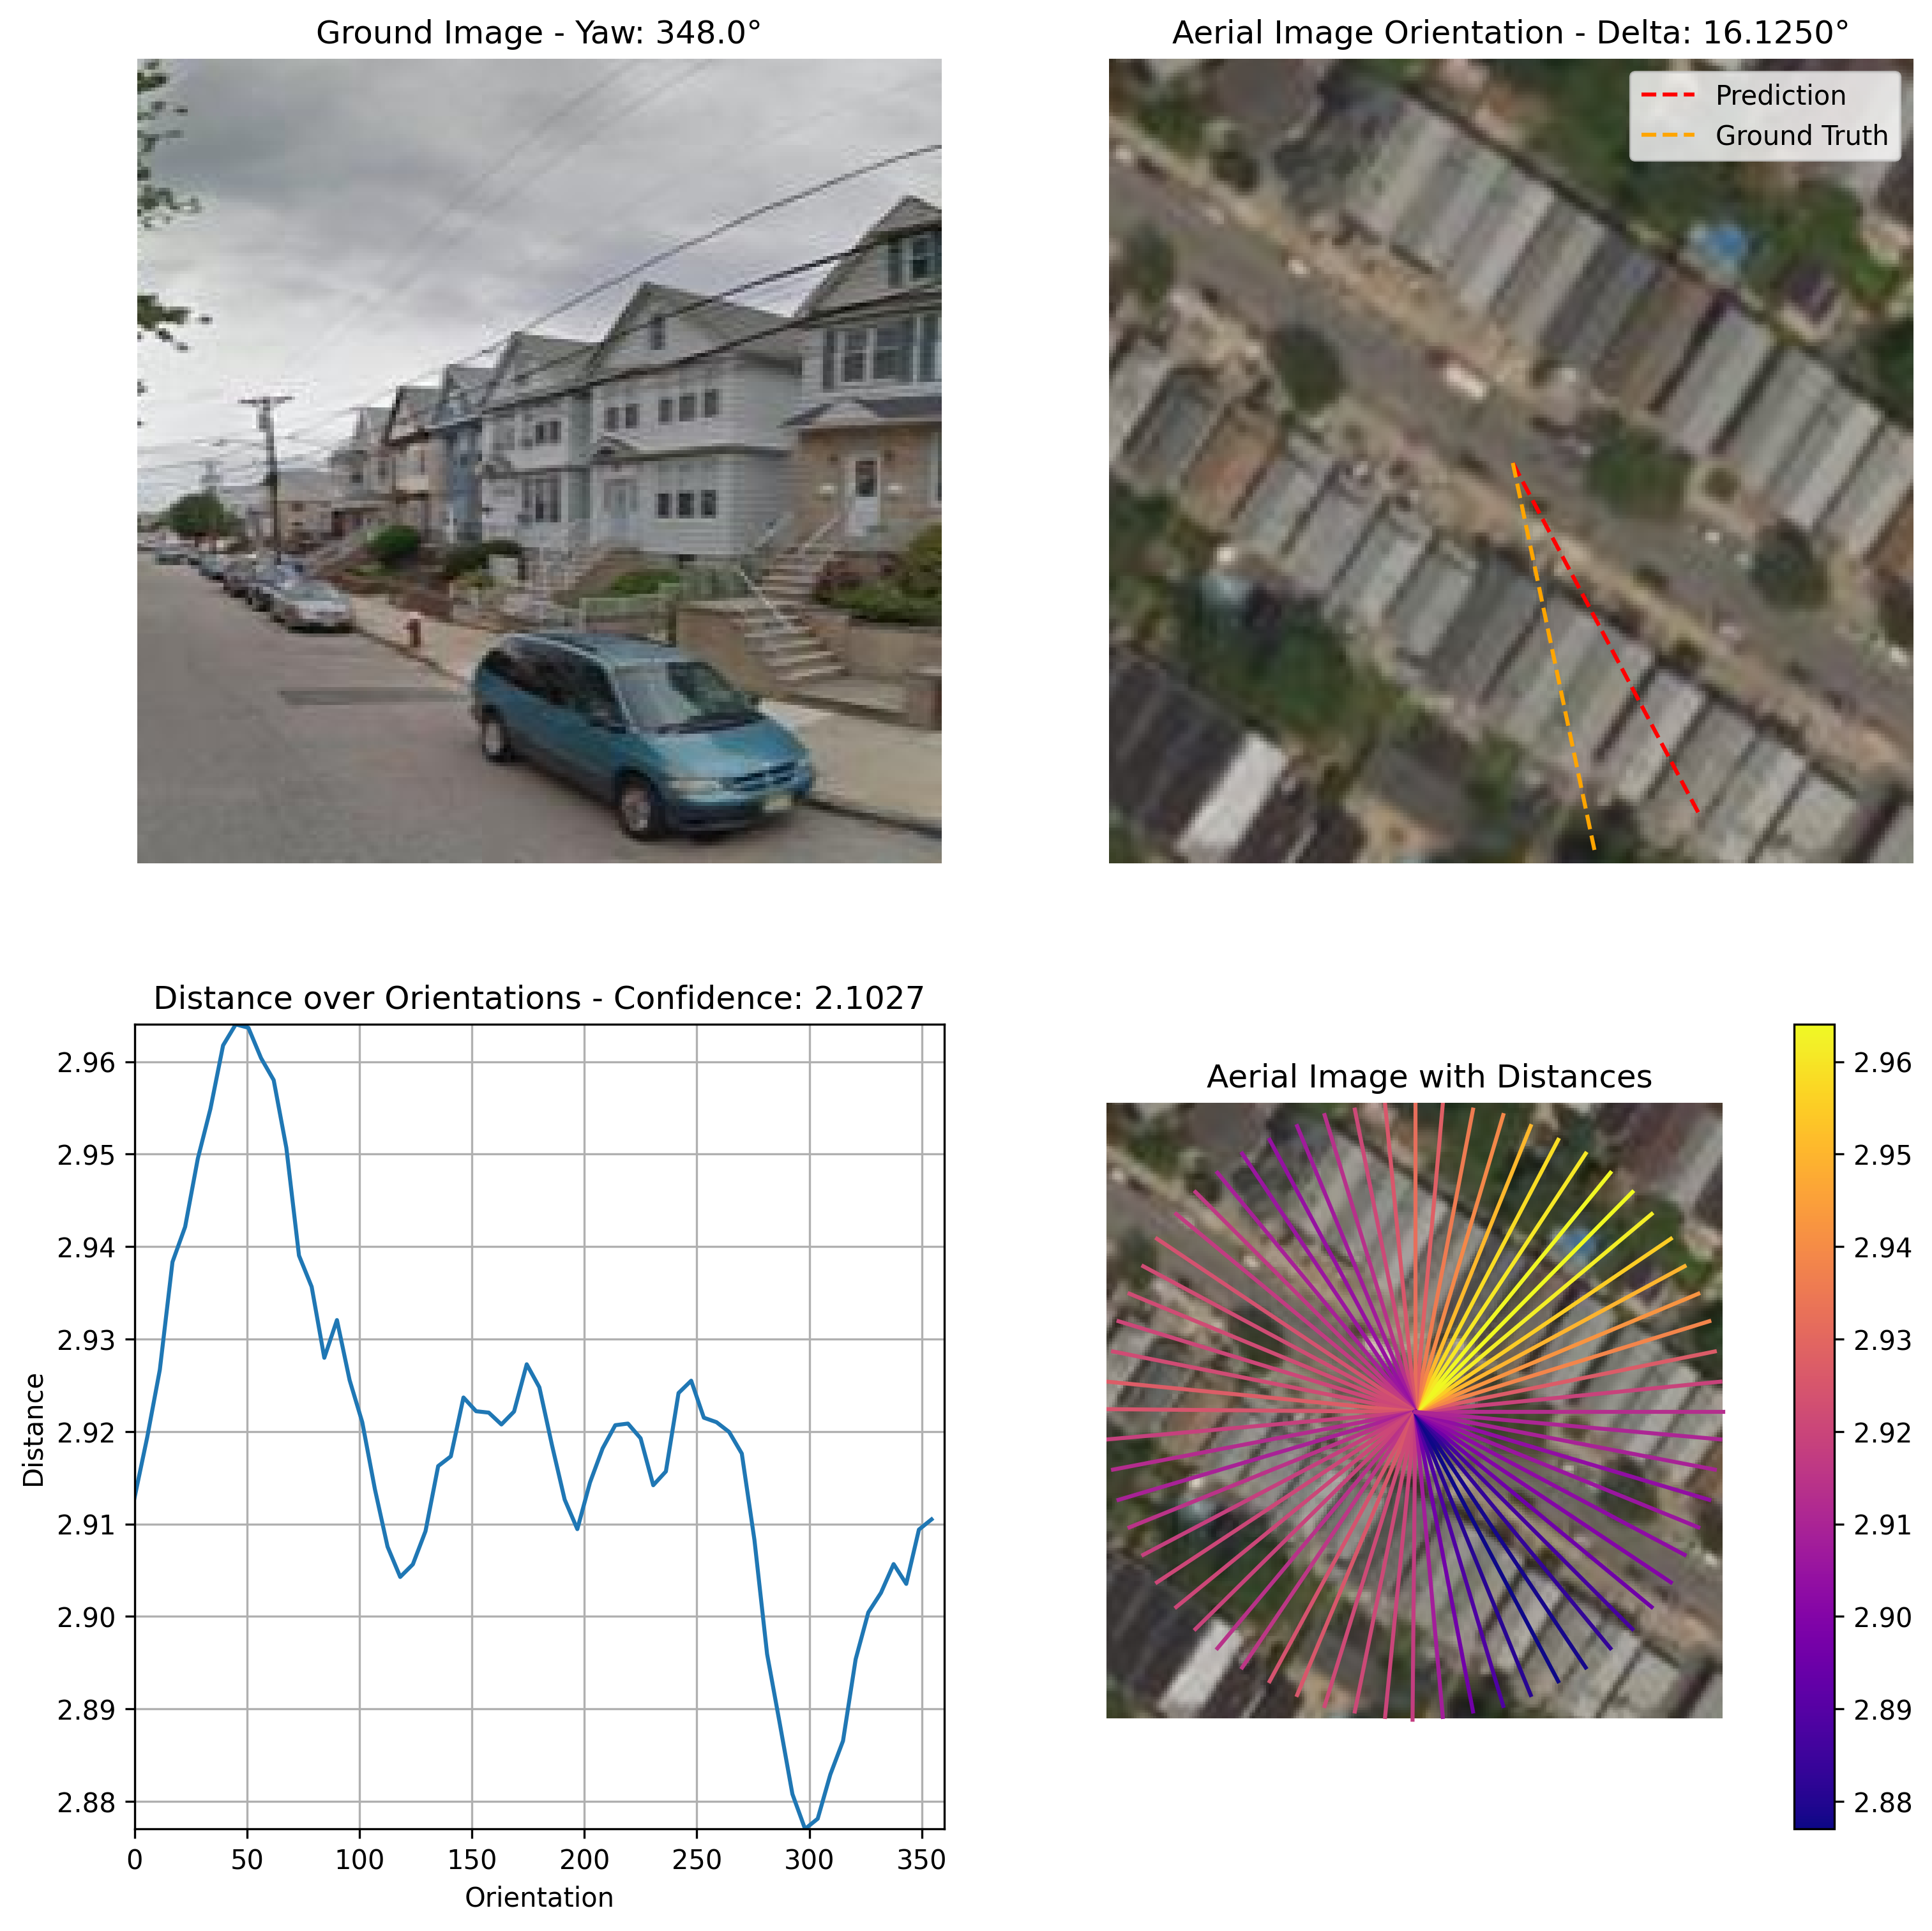 Ground Image - Yaw: 348.0°
Aerial Image Orientation - Delta: 16.1250°
Prediction
Ground Truth
Distance over Orientations - Confidence: 2.1027
2.96
2.95
2.94
2.93
2.92
2.91
2.90
2.89
2.88
Distance
0 50 100 150 200 250 300 350
Orientation
Aerial Image with Distances
2.96
2.95
2.94
2.93
2.92
2.91
2.90
2.89
2.88